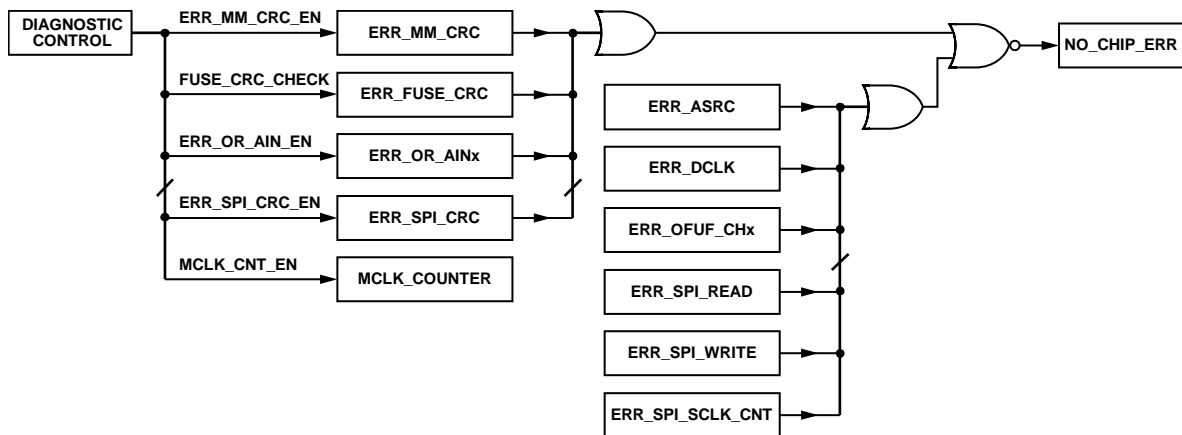 DIAGNOSTIC
CONTROL
ERR_MM_CRC_EN
ERR_MM_CRC
NO_CHIP_ERR
FUSE_CRC_CHECK
ERR_FUSE_CRC
ERR_ASRC
ERR_OR_AIN_EN
ERR_OR_AINx
ERR_DCLK
ERR_SPI_CRC_EN
ERR_SPI_CRC
ERR_OFUF_CHx
MCLK_CNT_EN
MCLK_COUNTER
ERR_SPI_READ
ERR_SPI_WRITE
ERR_SPI_SCLK_CNT